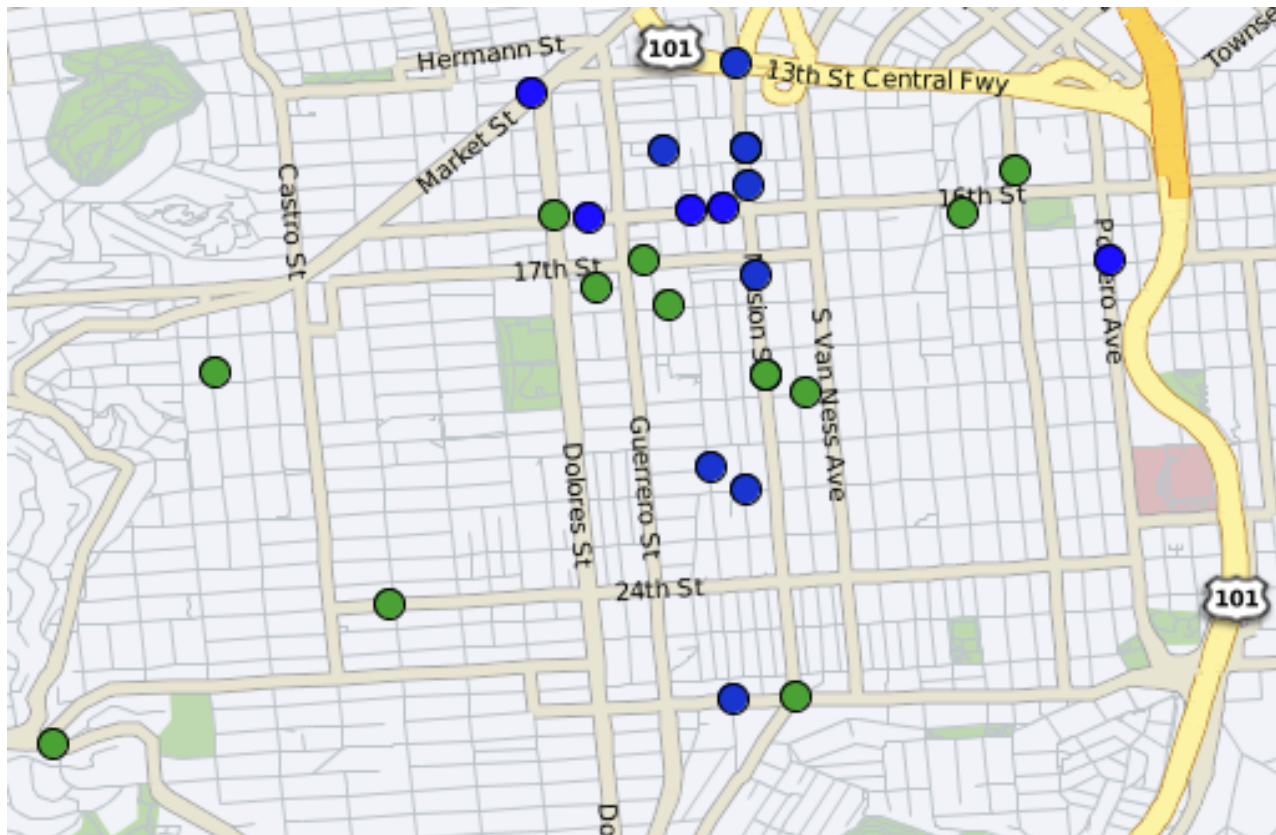 Hermann St
101
13th St Central Fwy
Market St
Castro St
16th St
17th St
S Van Ness Ave
Guerrero St
Dolores St
24th St
101